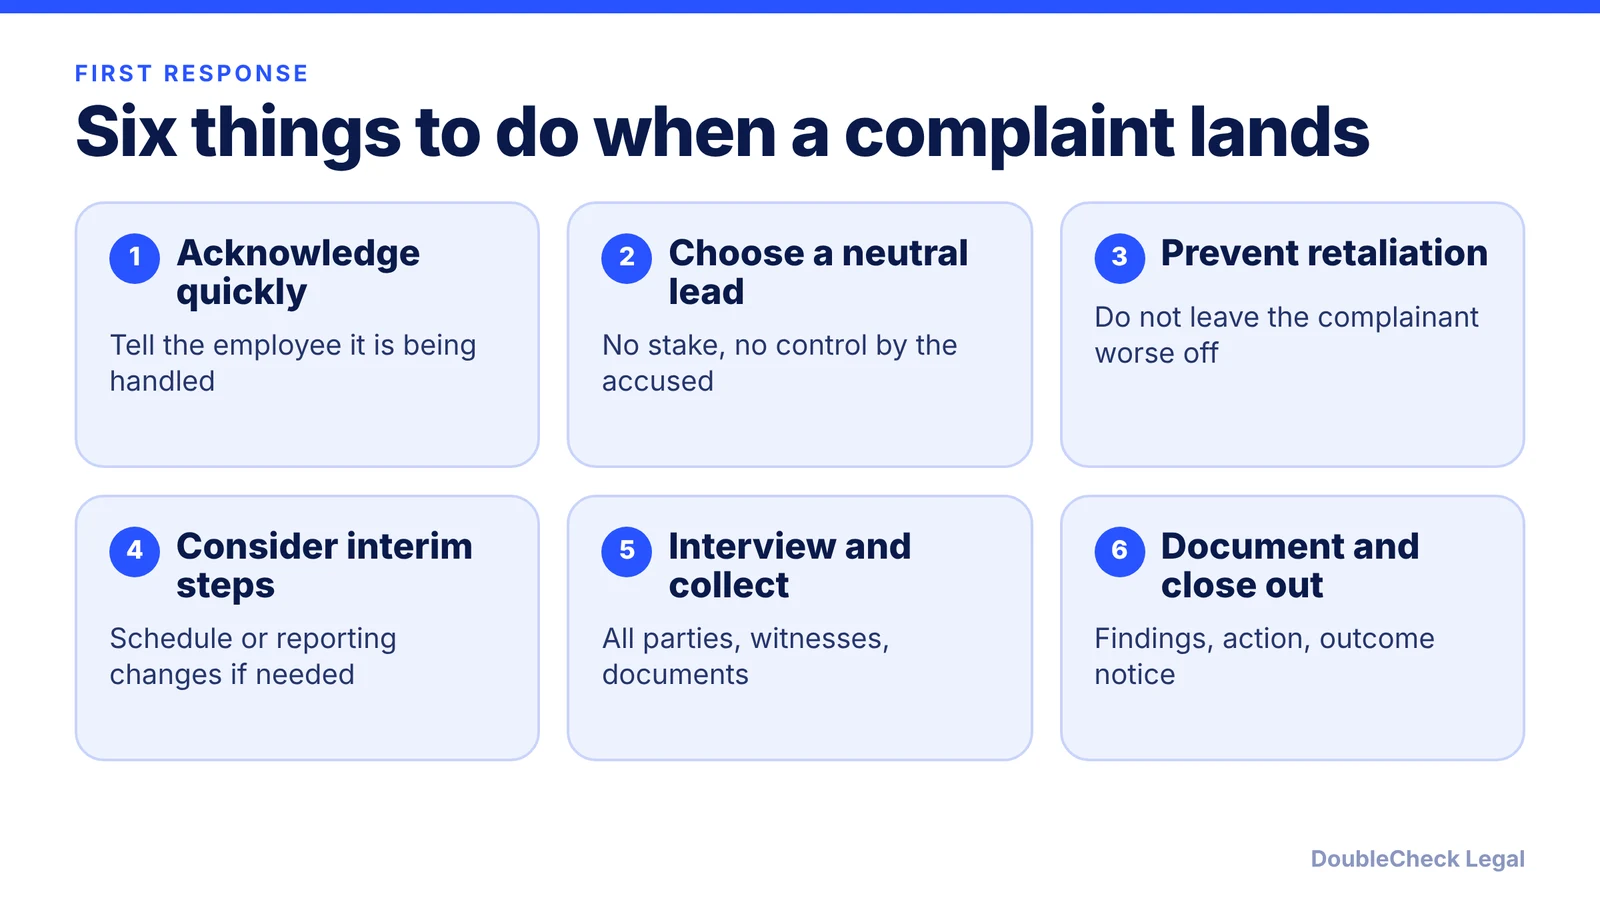 FIRST RESPONSE
Six things to do when a complaint lands
1
Acknowledge
quickly
Tell the employee it is being
handled
2
Choose a neutral
lead
No stake, no control by the
accused
3
Prevent retaliation
Do not leave the complainant
worse off
4
Consider interim
steps
Schedule or reporting
changes if needed
5
Interview and
collect
All parties, witnesses,
documents
6
Document and
close out
Findings, action, outcome
notice
DoubleCheck Legal